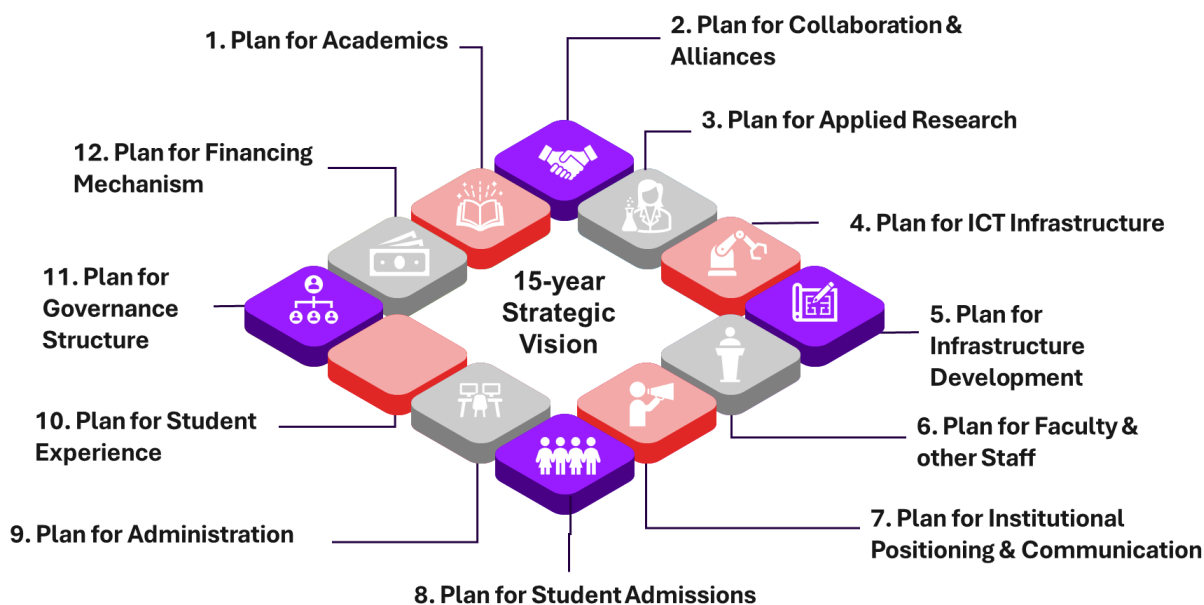 1. Plan for Academics
2. Plan for Collaboration &
Alliances
3. Plan for Applied Research
12. Plan for Financing
Mechanism
4. Plan for ICT Infrastructure
15-year
Strategic
Vision
11. Plan for
Governance
Structure
5. Plan for
Infrastructure
Development
10. Plan for Student
Experience
6. Plan for Faculty &
other Staff
9. Plan for Administration
7. Plan for Institutional
Positioning & Communication
8. Plan for Student Admissions